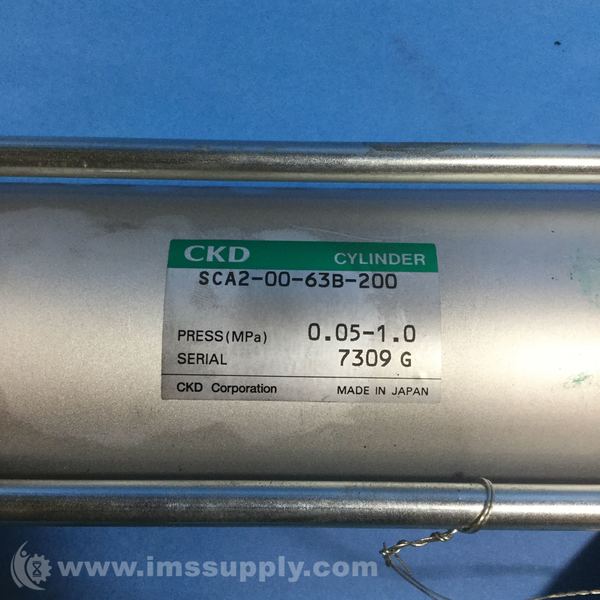 CKD CYLINDER
SCA2-00-63B-200
PRESS(MPa) 0.05-1.0
SERIAL 7309 G
CKD Corporation MADE IN JAPAN
www.imssupply.com